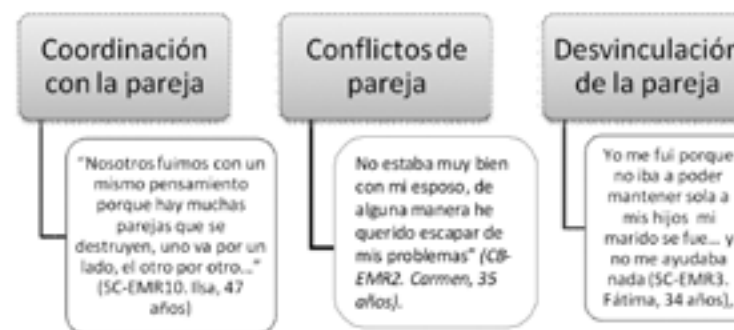 Coordinación
con la pareja
"Nosotros fuimos con un
mismo pensamiento
porque hay muchas
parejas que se
destruyen, uno va por un
lado, el otro por otro..."
(SC-EMR10. Ilsa, 47
años)
Conflictos de
pareja
No estaba muy bien
con mi esposo, de
alguna manera he
querido escapar de
mis problemas" (CB-
EMR2. Carmen, 35
años).
Desvinculación
de la pareja
Yo me fui porque
no iba a poder
mantener sola a
mis hijos mi
marido se fue... y
no me ayudaba
nada (SC-EMR3.
Fátima, 34 años),